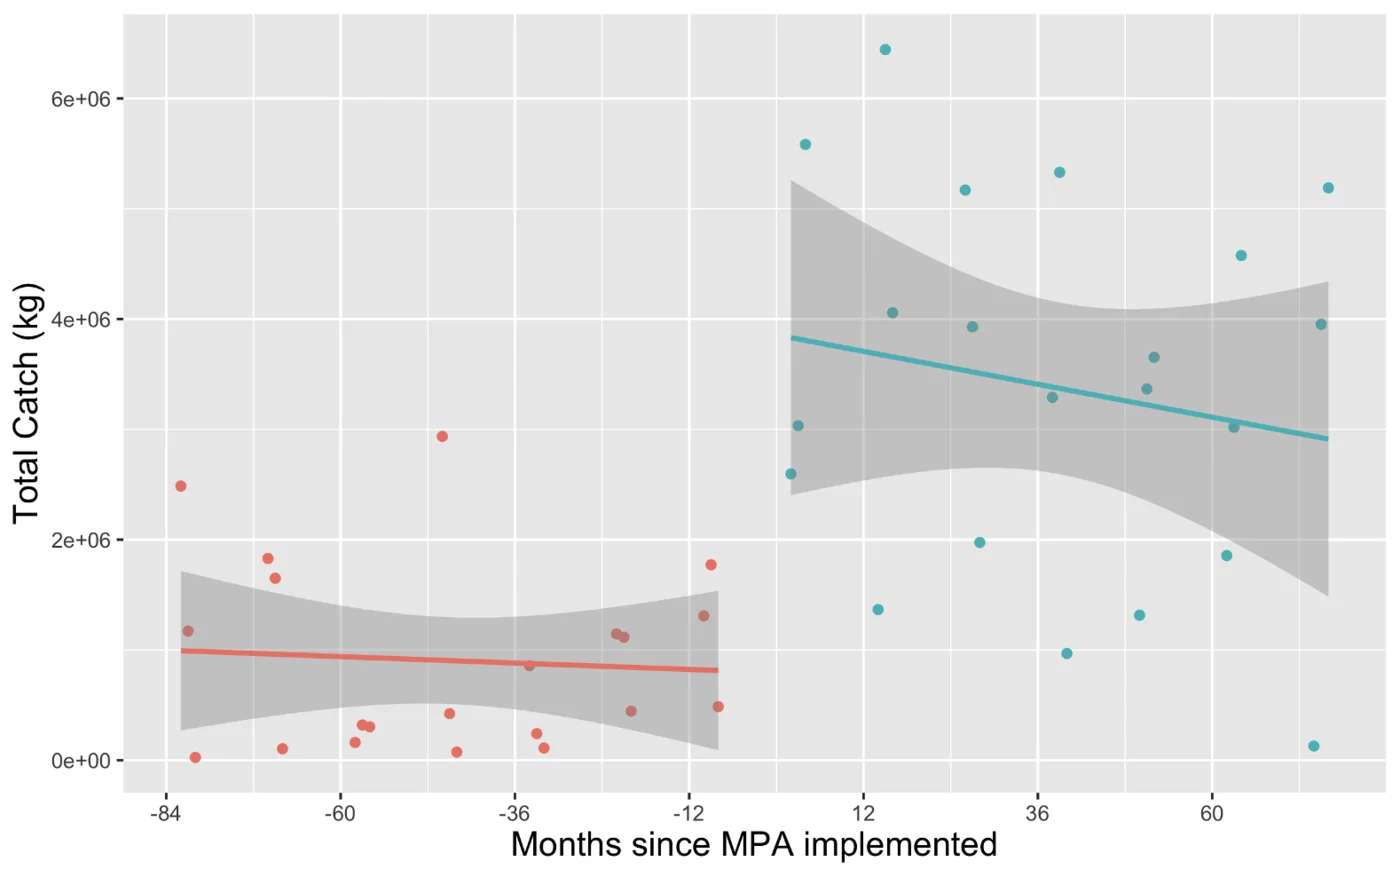 Total Catch (kg)
6e+06
4e+06
2e+06
0e+00
-84 -60 -36 -12 12 36 60
Months since MPA implemented